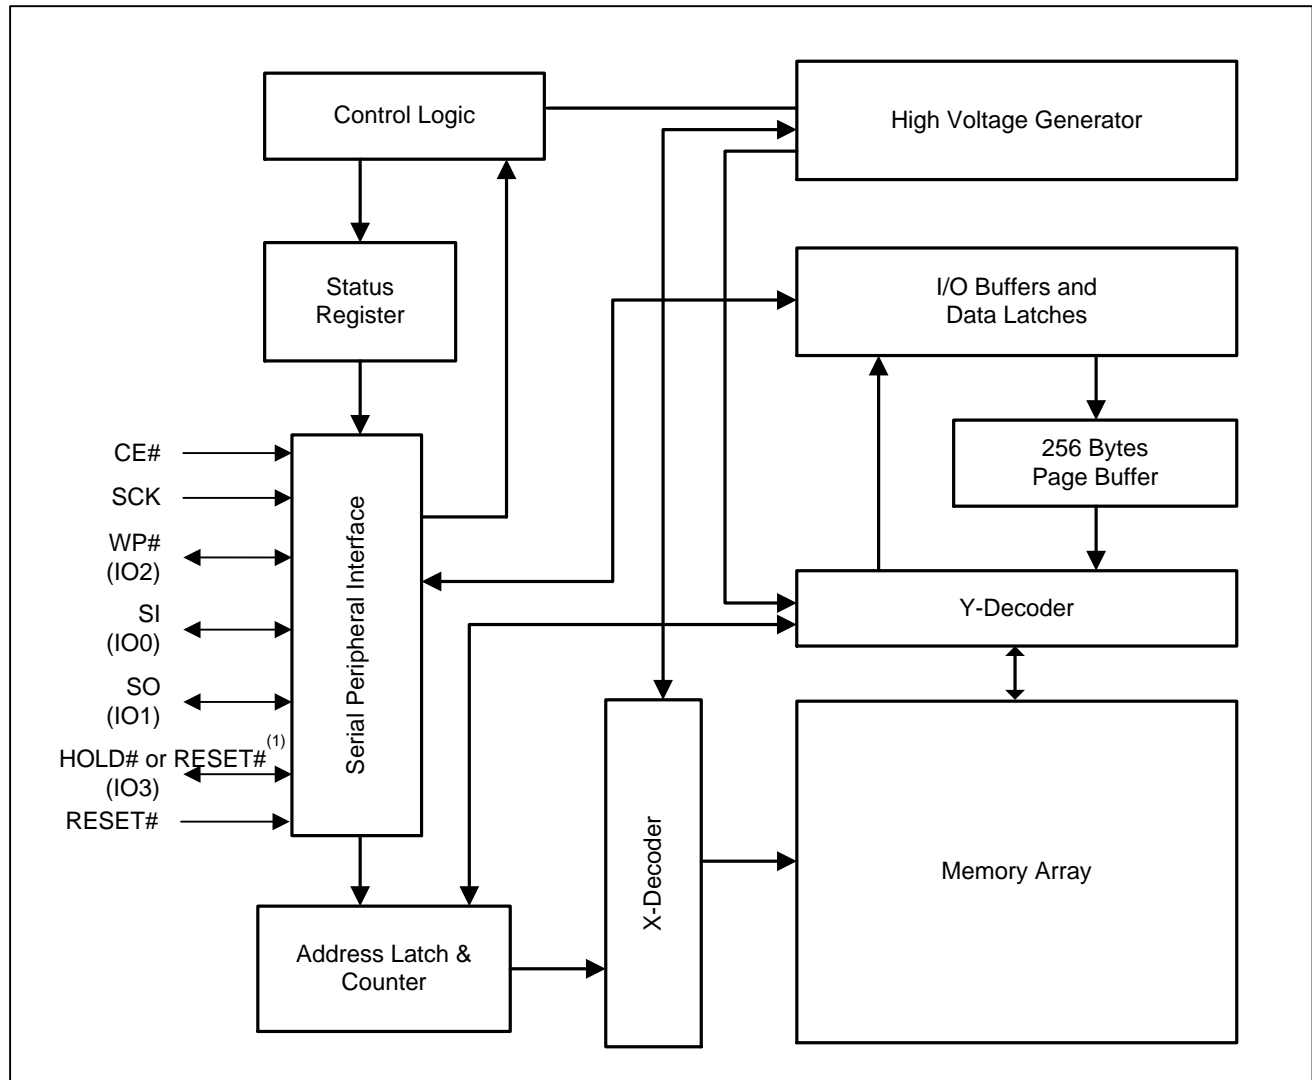 Control Logic
High Voltage Generator
Status
Register
I/O Buffers and
Data Latches
256 Bytes
Page Buffer
CE#
SCK
WP#
(IO2)
SI
(IO0)
SO
(IO1)
HOLD# or RESET#(1)
(IO3)
RESET#
Serial Peripheral Interface
Y-Decoder
X-Decoder
Memory Array
Address Latch &
Counter